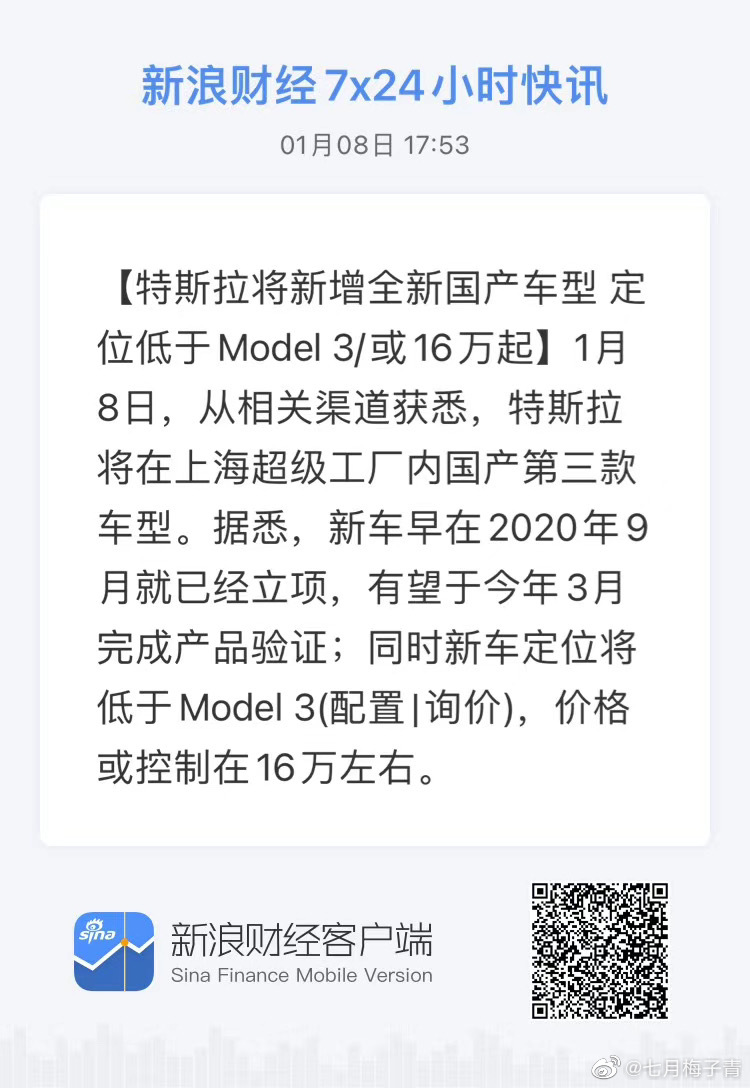 新浪财经7x24小时快讯
01月08日 17:53
【特斯拉将新增全新国产车型 定
位低于Model 3/或16万起】1月
8日，从相关渠道获悉，特斯拉
将在上海超级工厂内国产第三款
车型。据悉，新车早在2020年9
月就已经立项，有望于今年3月
完成产品验证；同时新车定位将
低于Model 3(配置|询价)，价格
或控制在16万左右。
sina
新浪财经客户端
Sina Finance Mobile Version
@七月梅子青